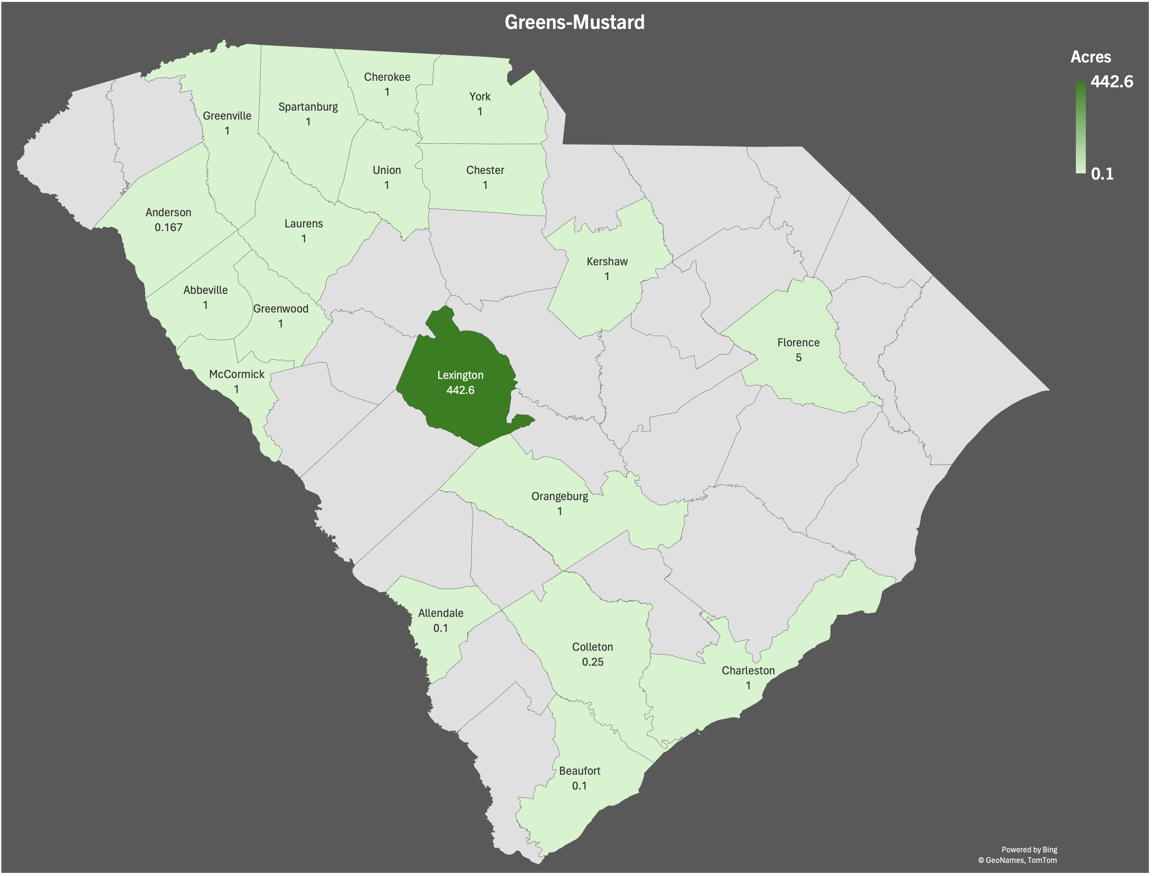 Greens-Mustard
Acres
442.6
0.1
Cherokee
1
York
1
Spartanburg
1
Greenville
1
Union
1
Chester
1
Anderson
0.167
Laurens
1
Kershaw
1
Abbeville
1
Greenwood
1
Florence
5
McCormick
1
Lexington
442.6
Orangeburg
1
Allendale
0.1
Colleton
0.25
Charleston
1
Beaufort
0.1
Powered by Bing
© GeoNames, TomTom